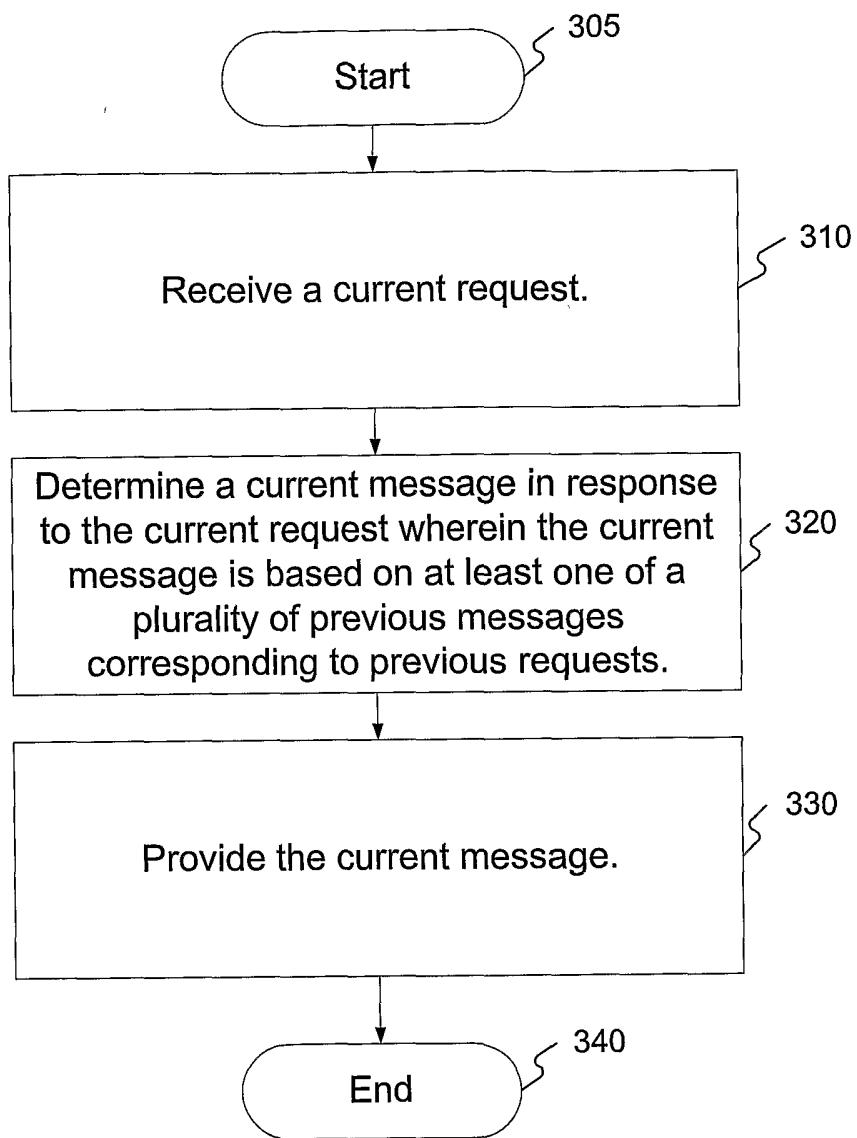 305
Start
310
Receive a current request.
Determine a current message in response
to the current request wherein the current
message is based on at least one of a
plurality of previous messages
corresponding to previous requests.
320
330
Provide the current message.
340
End